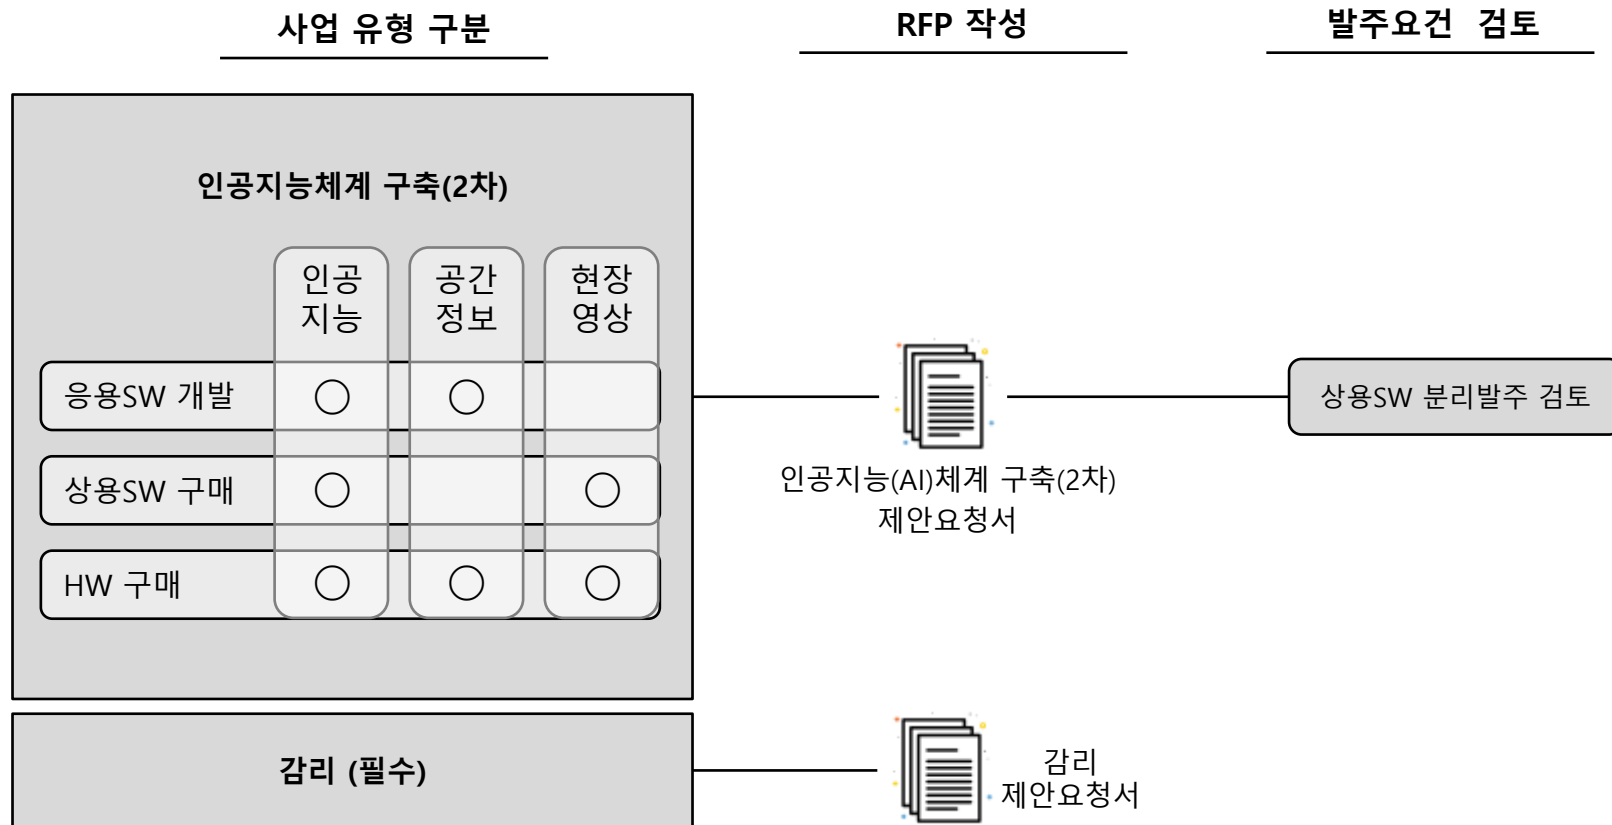 사업 유형 구분
RFP 작성
발주요건 검토
인공지능체계 구축(2차)
인공
지능
공간
정보
현장
영상
응용SW 개발 ○ ○
상용SW 구매 ○ ○
HW 구매 ○ ○ ○
인공지능(AI)체계 구축(2차)
제안요청서
상용SW 분리발주 검토
감리 (필수)
감리
제안요청서